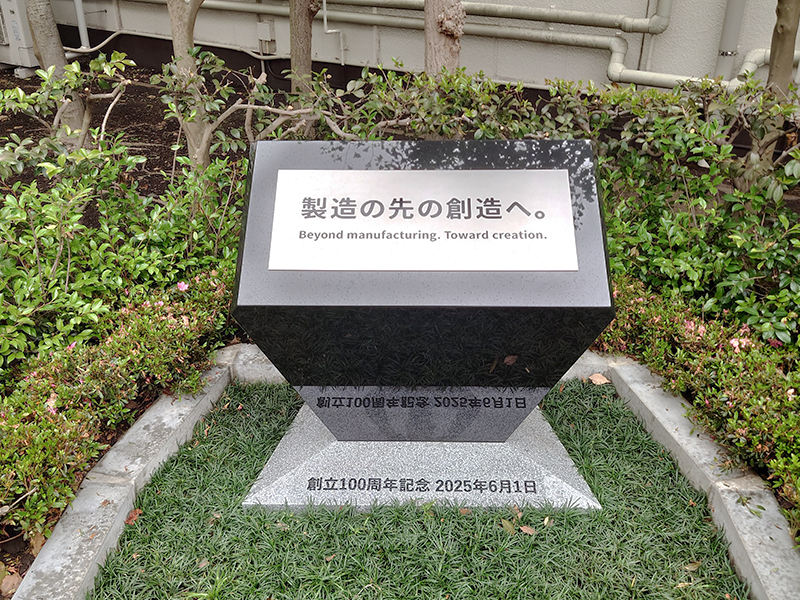 製造の先の創造へ。
Beyond manufacturing. Toward creation.
創立100周年記念 2025年6月1日